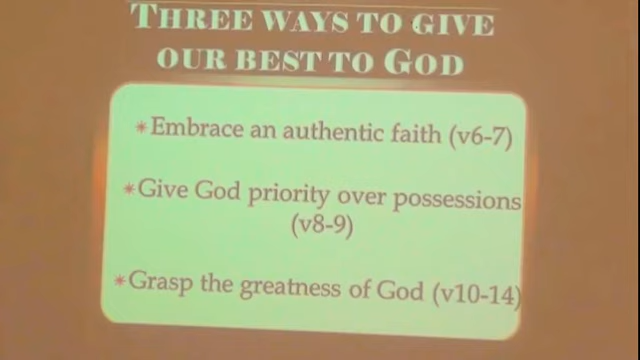 THREE WAYS TO GIVE
OUR BEST TO GOD
*Embrace an authentic faith (v6-7)
*Give God priority over possessions
(v8-9)
*Grasp the greatness of God (v10-14)